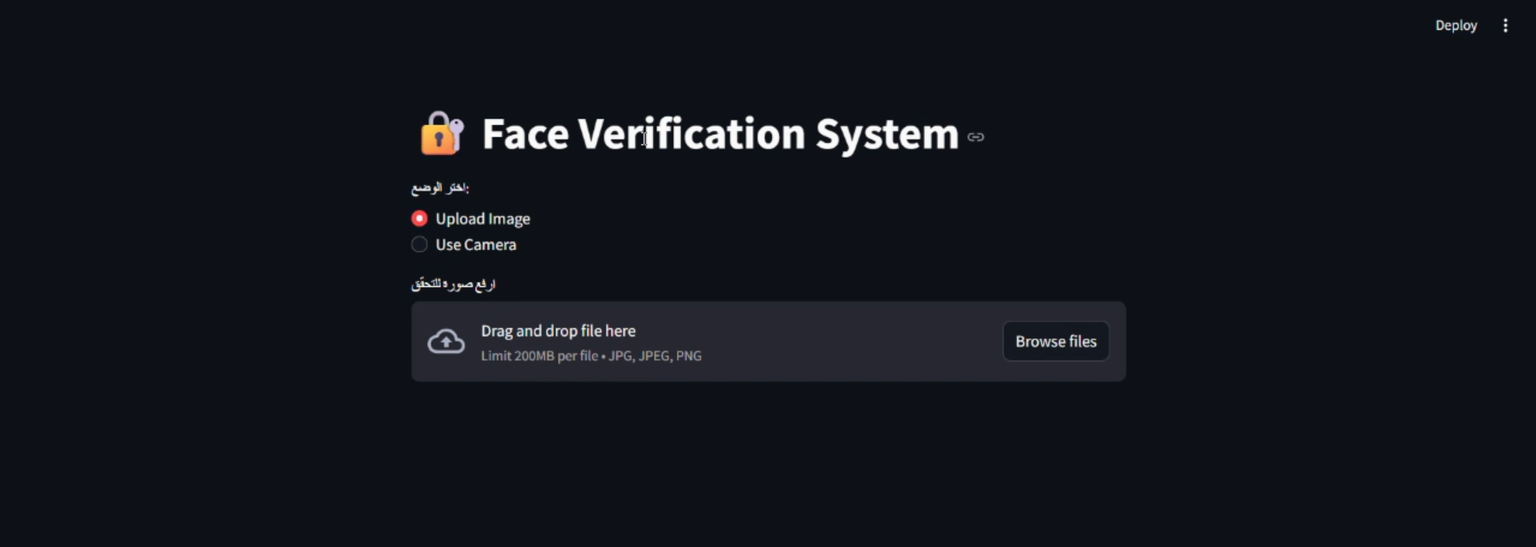 Deploy
🔐 Face Verification System
اختر الوضع:
Upload Image
Use Camera
ارفع صورة للتحقّق
Drag and drop file here
Limit 200MB per file • JPG, JPEG, PNG
Browse files